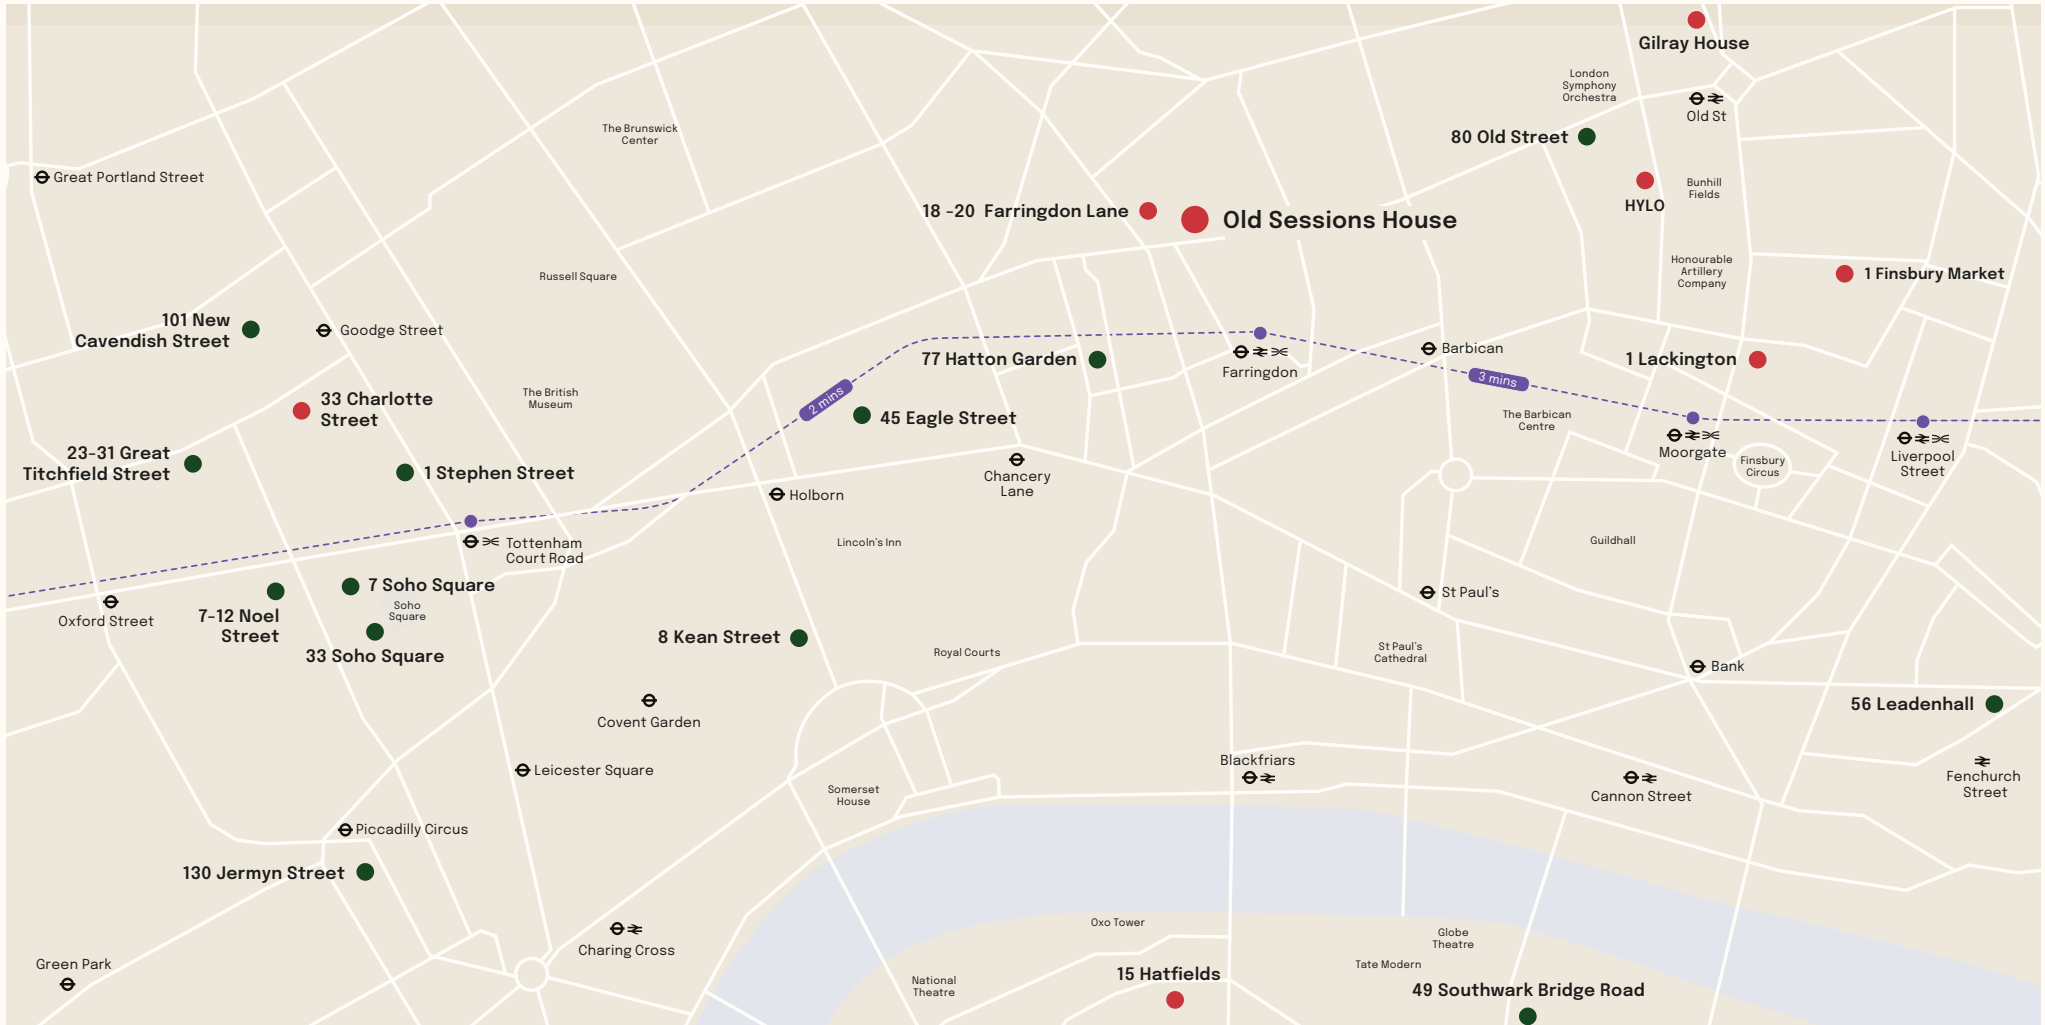 Gilray House
London
Symphony
Orchestra
Old St
80 Old Street
The Brunswick
Center
Great Portland Street
Bunhill
Fields
HYLO
18 -20 Farringdon Lane
Old Sessions House
Honourable
Artillery
Company
1 Finsbury Market
Russell Square
101 New
Cavendish Street
Goodge Street
77 Hatton Garden
Farringdon
Barbican
1 Lackington
3 mins
2 mins
33 Charlotte
Street
The British
Museum
45 Eagle Street
The Barbican
Centre
Moorgate
Finsbury
Circus
Liverpool
Street
23-31 Great
Titchfield Street
1 Stephen Street
Chancery
Lane
Holborn
Tottenham
Court Road
Lincoln's Inn
Guildhall
7 Soho Square
Soho
Square
7-12 Noel
Street
33 Soho Square
Oxford Street
St Paul's
8 Kean Street
Royal Courts
St Paul's
Cathedral
Bank
56 Leadenhall
Covent Garden
Leicester Square
Somerset
House
Blackfriars
Cannon Street
Fenchurch
Street
Piccadilly Circus
130 Jermyn Street
Charing Cross
Green Park
Oxo Tower
National
Theatre
15 Hatfields
Globe
Theatre
Tate Modern
49 Southwark Bridge Road